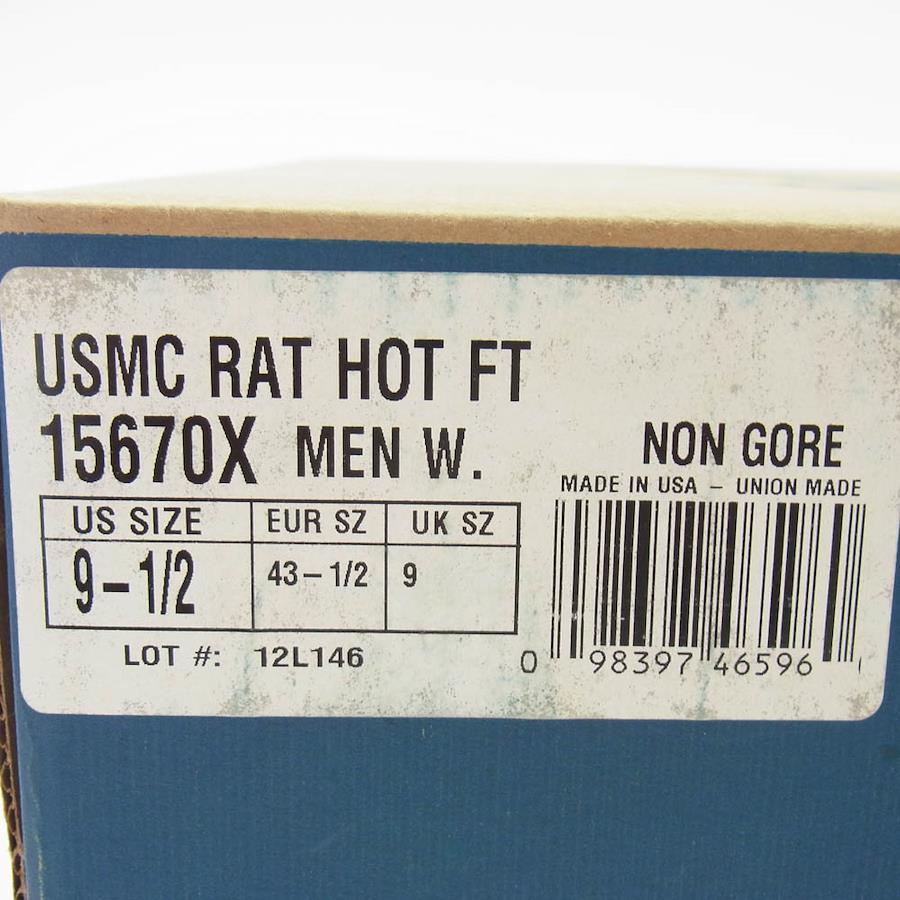 USMC RAT HOT FT
15670X MEN W.
NON GORE
MADE IN USA – UNION MADE
US SIZE EUR SZ UK SZ
9-1/2 43-1/2 9
LOT #: 12L146
0 98397 46596